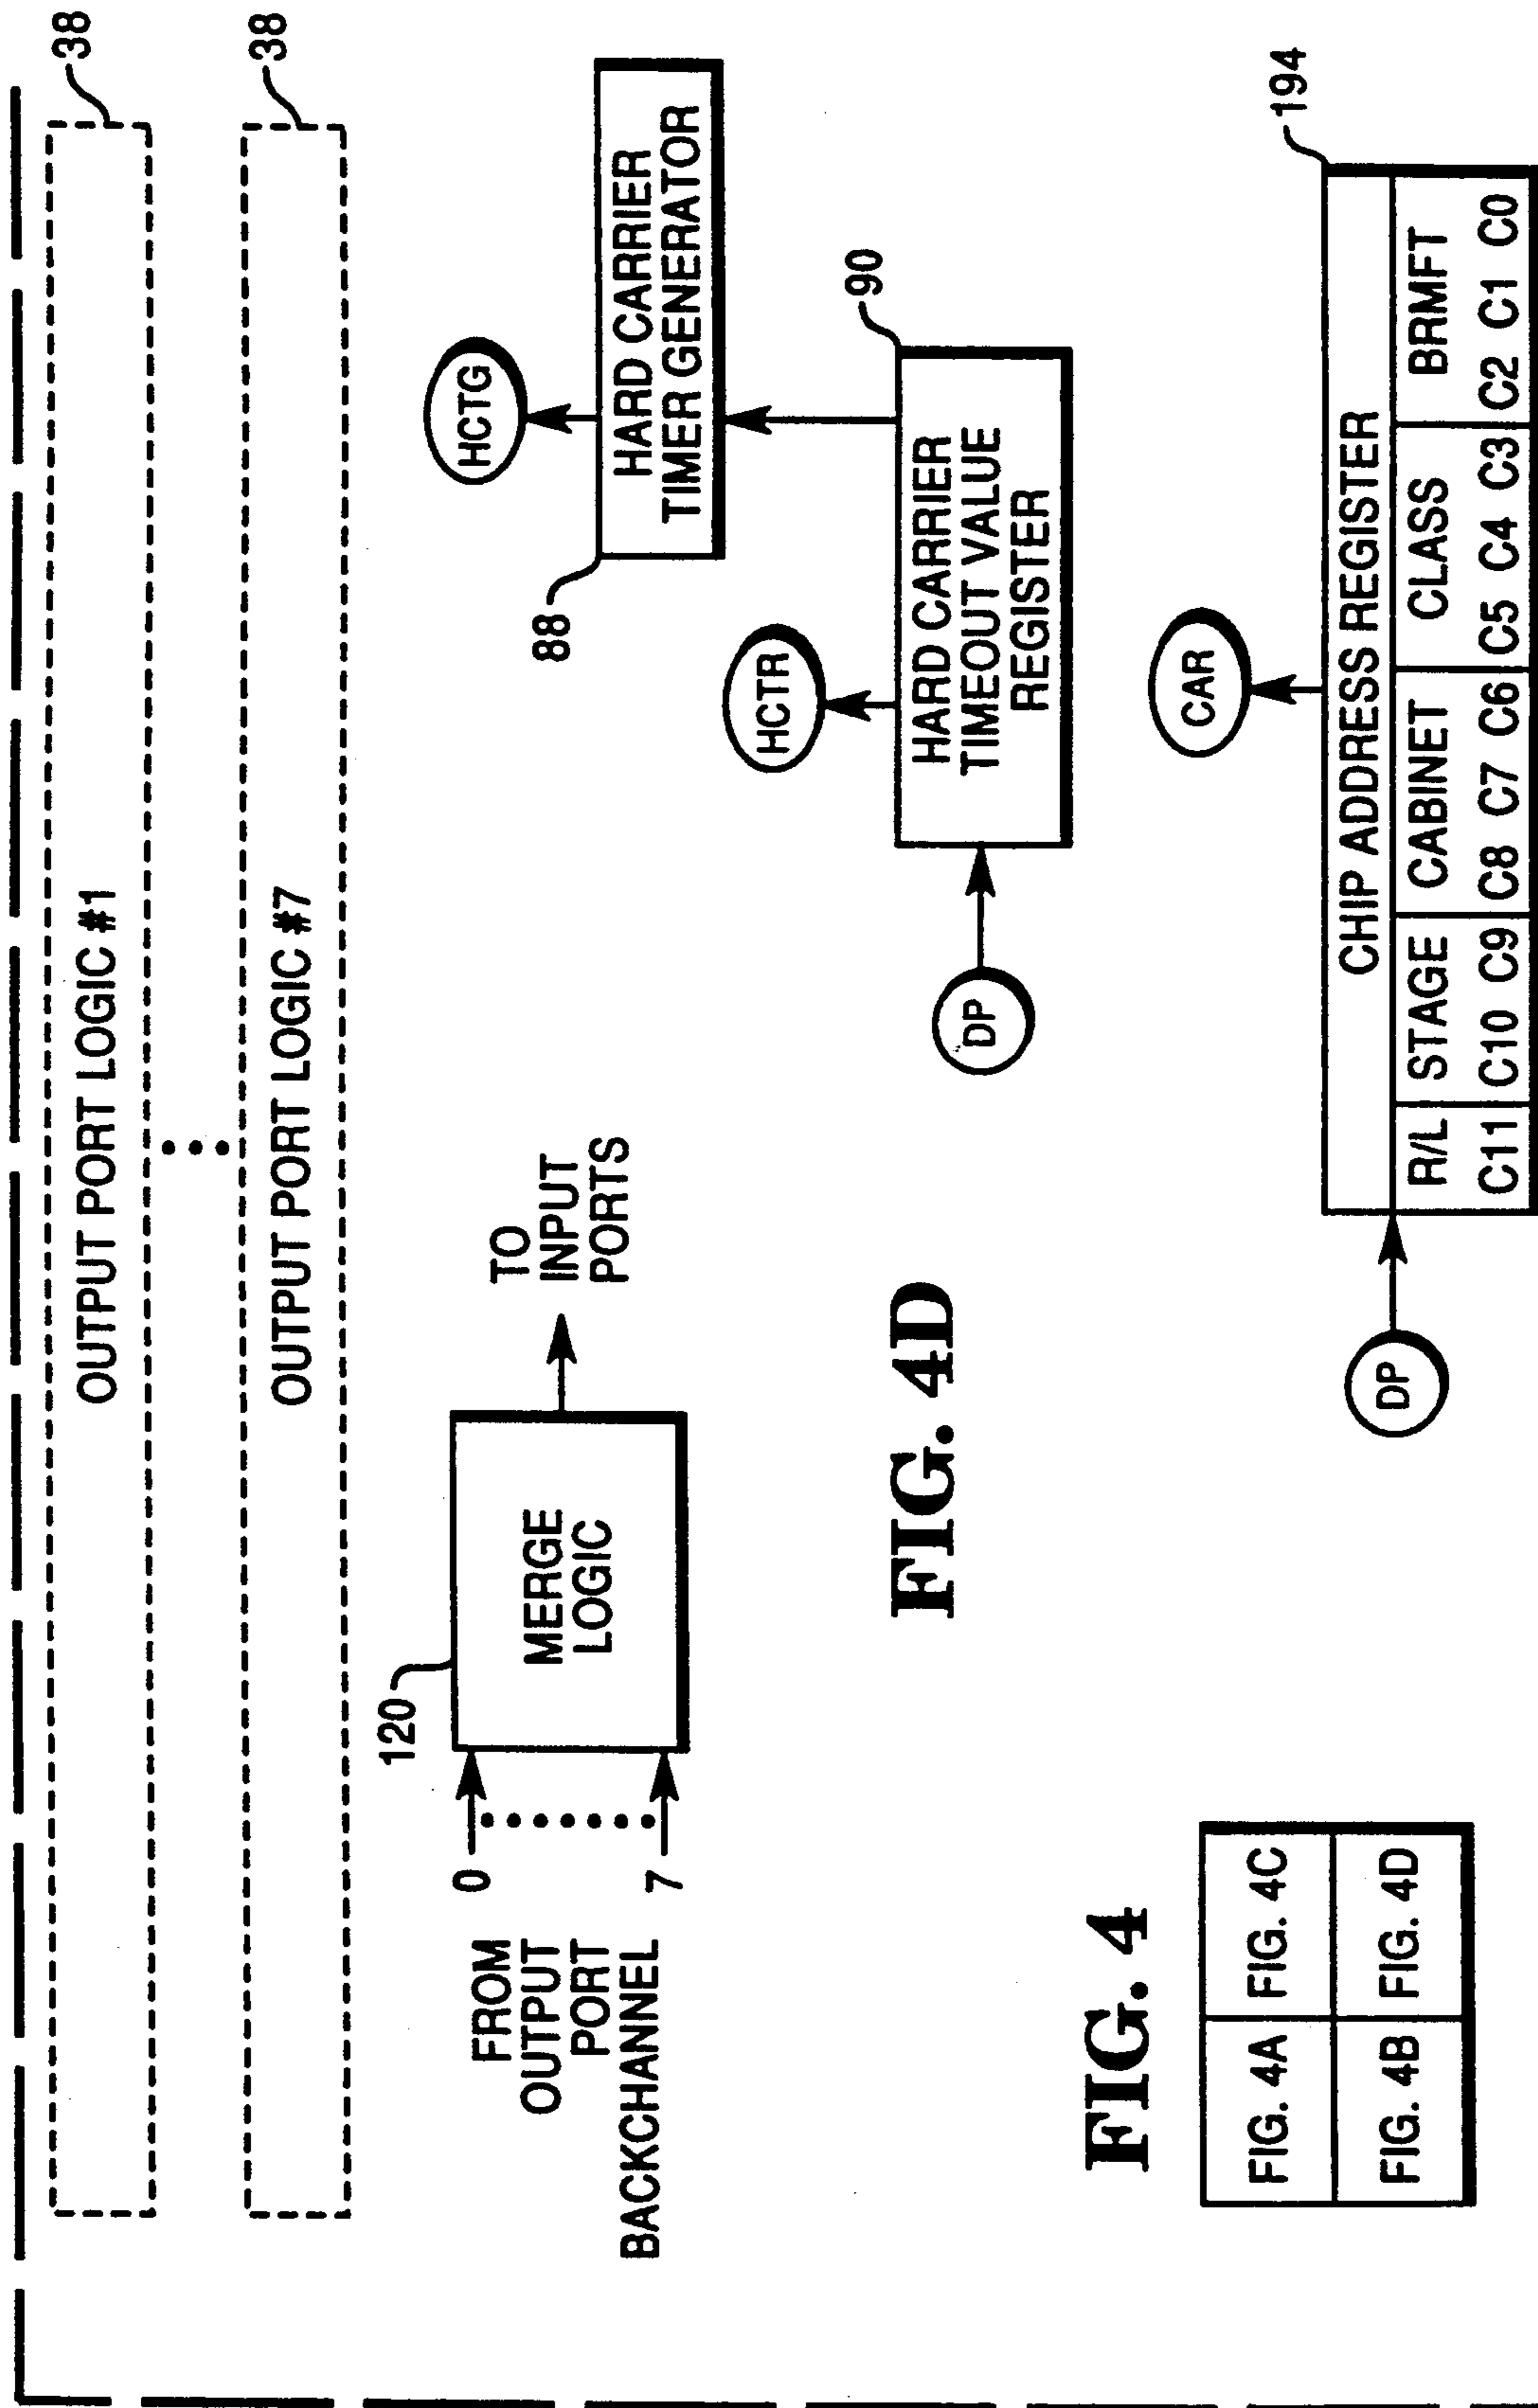 OUTPUT PORT LOGIC #1
38
OUTPUT PORT LOGIC #7
38
FROM
OUTPUT
PORT
BACKCHANNEL
0
7
120
MERGE
LOGIC
TO
INPUT
PORTS
HCTG
88
HARD CARRIER
TIMER GENERATOR
HCTR
90
HARD CARRIER
TIMEOUT VALUE
REGISTER
DP
FIG. 4D
CAR
194
CHIP ADDRESS REGISTER
R/L STAGE CABINET CLASS BRMFT
C11 C10 C9 C8 C7 C6 C5 C4 C3 C2 C1 C0
DP
FIG. 4
FIG. 4A FIG. 4C
FIG. 4B FIG. 4D